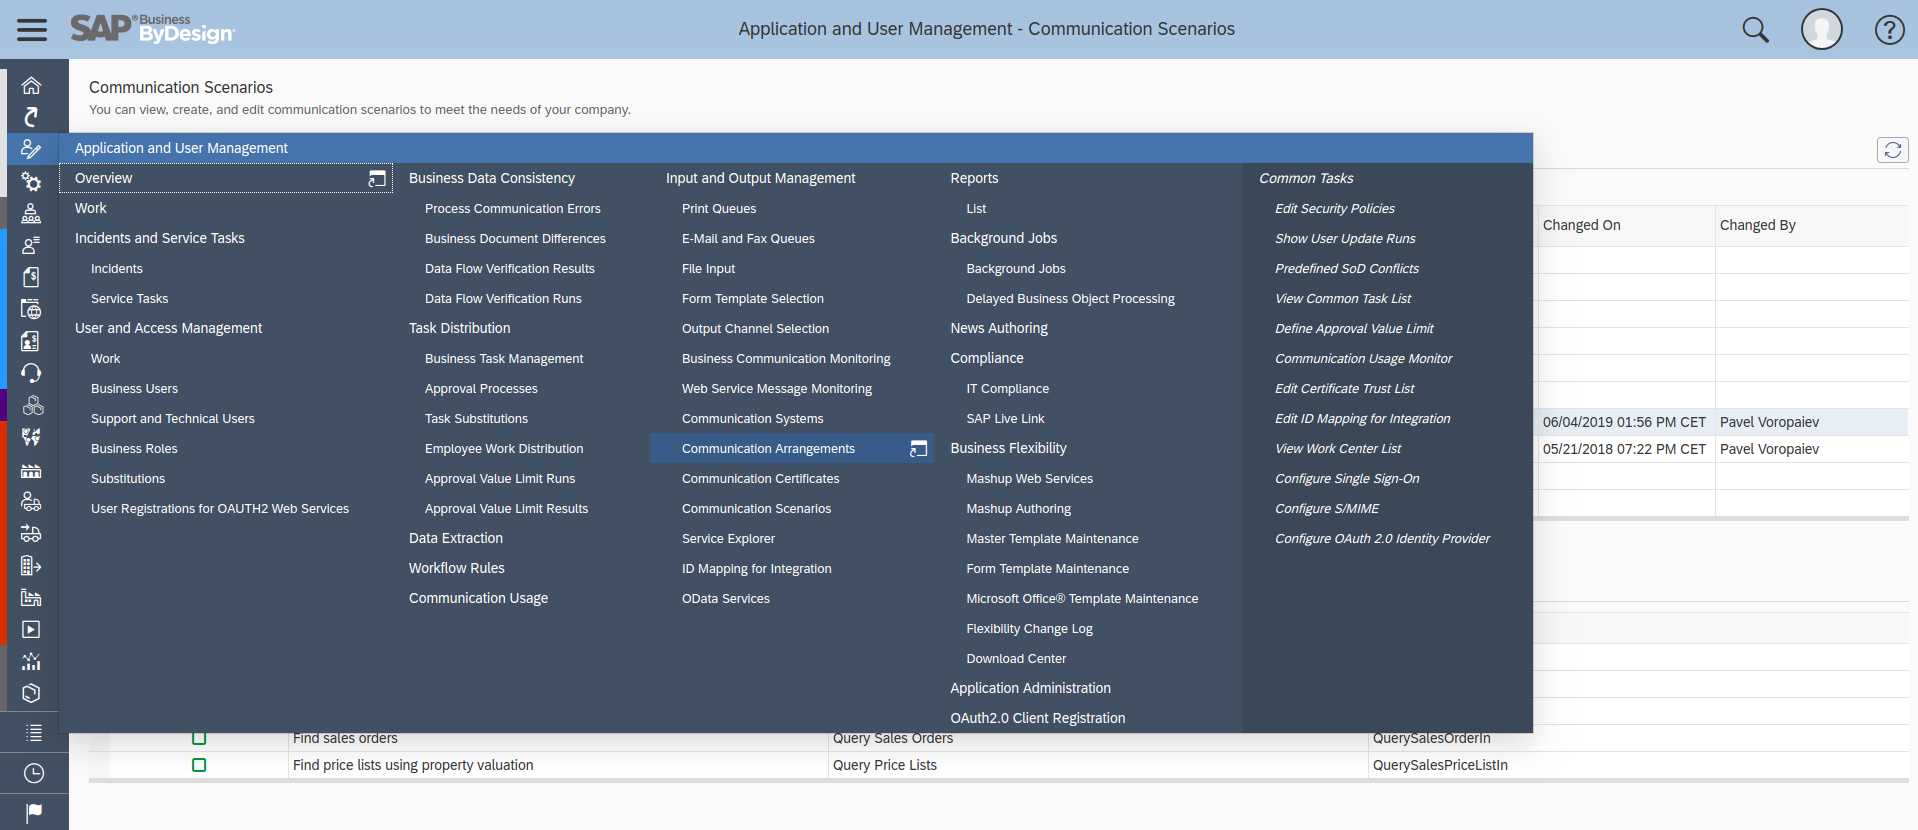 SAP Business ByDesign
Application and User Management - Communication Scenarios
Communication Scenarios
You can view, create, and edit communication scenarios to meet the needs of your company.
Application and User Management
Overview
Work
Incidents and Service Tasks
Incidents
Service Tasks
User and Access Management
Work
Business Users
Support and Technical Users
Business Roles
Substitutions
User Registrations for OAUTH2 Web Services
Business Data Consistency
Process Communication Errors
Business Document Differences
Data Flow Verification Results
Data Flow Verification Runs
Task Distribution
Business Task Management
Approval Processes
Task Substitutions
Employee Work Distribution
Approval Value Limit Runs
Approval Value Limit Results
Data Extraction
Workflow Rules
Communication Usage
Input and Output Management
Print Queues
E-Mail and Fax Queues
File Input
Form Template Selection
Output Channel Selection
Business Communication Monitoring
Web Service Message Monitoring
Communication Systems
Communication Arrangements
Communication Certificates
Communication Scenarios
Service Explorer
ID Mapping for Integration
OData Services
Reports
List
Background Jobs
Background Jobs
Delayed Business Object Processing
News Authoring
Compliance
IT Compliance
SAP Live Link
Business Flexibility
Mashup Web Services
Mashup Authoring
Master Template Maintenance
Form Template Maintenance
Microsoft Office® Template Maintenance
Flexibility Change Log
Download Center
Application Administration
OAuth2.0 Client Registration
Common Tasks
Edit Security Policies
Show User Update Runs
Predefined SoD Conflicts
View Common Task List
Define Approval Value Limit
Communication Usage Monitor
Edit Certificate Trust List
Edit ID Mapping for Integration
View Work Center List
Configure Single Sign-On
Configure S/MIME
Configure OAuth 2.0 Identity Provider
Changed On Changed By
06/04/2019 01:56 PM CET Pavel Voropaiev
05/21/2018 07:22 PM CET Pavel Voropaiev
Find sales orders Query Sales Orders QuerySalesOrderIn
Find price lists using property valuation Query Price Lists QuerySalesPriceListIn